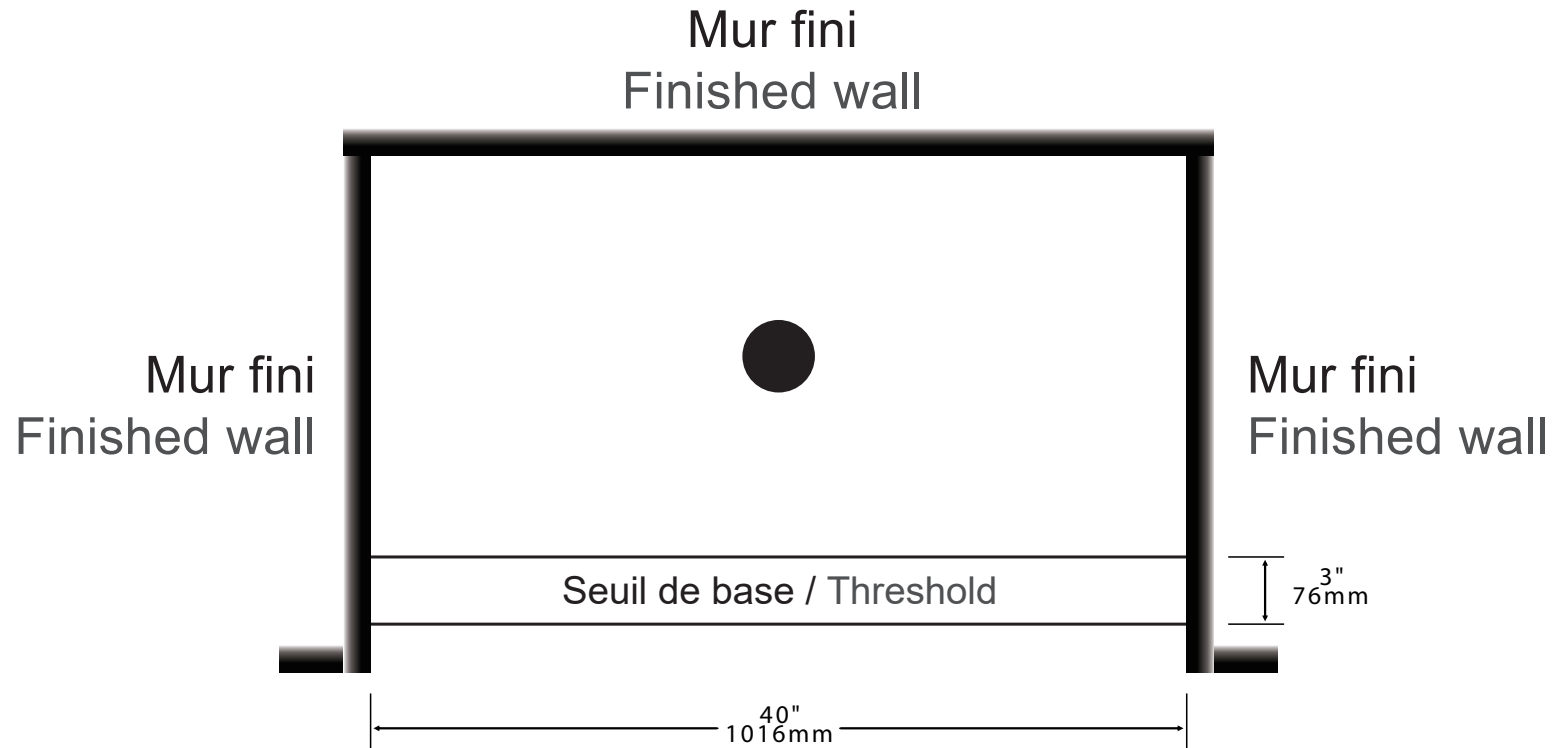 Mur fini
Finished wall
Mur fini
Finished wall
Mur fini
Finished wall
Seuil de base / Threshold
3"
76mm
40"
1016mm